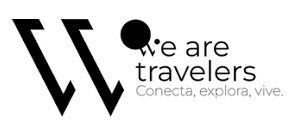 We are
travelers
Conecta, explora, vive.